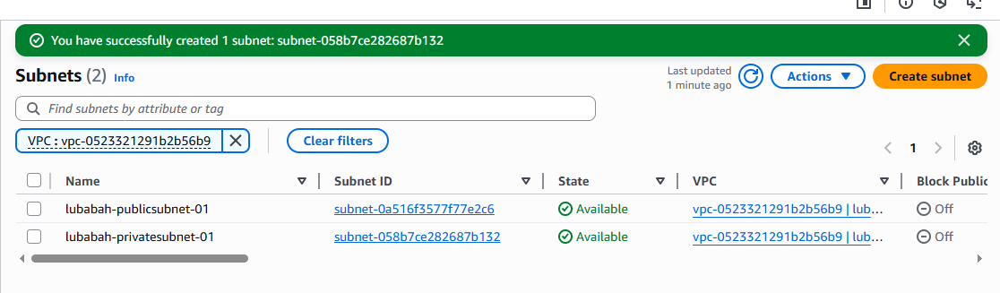 You have successfully created 1 subnet: subnet-058b7ce282687b132
Subnets (2) Info
Last updated
1 minute ago
Actions
Create subnet
Find subnets by attribute or tag
VPC : vpc-0523321291b2b56b9
Clear filters
1
Name Subnet ID State VPC Block Public
lubabah-publicsubnet-01 subnet-0a516f3577f77e2c6 Available vpc-0523321291b2b56b9 | lub... Off
lubabah-privatesubnet-01 subnet-058b7ce282687b132 Available vpc-0523321291b2b56b9 | lub... Off